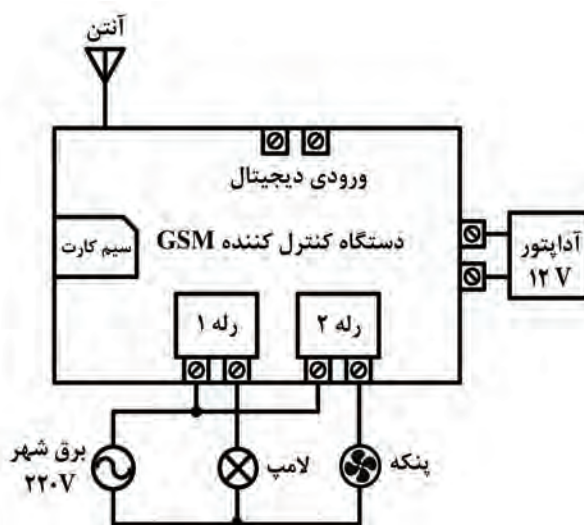 آنتن
ورودی دیجیتال
دستگاه کنترل کننده GSM
سیم کارت
آداپتور
۱۲ V
رله ۱
رله ۲
برق شهر
۲۲۰V
لامپ
پنکه